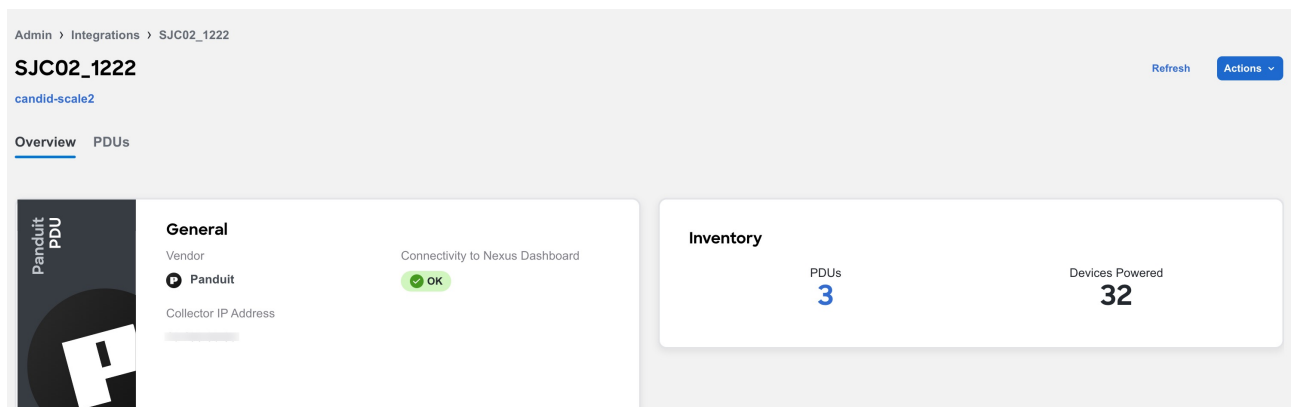 Admin › Integrations › SJC02_1222
SJC02_1222
Refresh
Actions
candid-scale2
Overview PDUs
Panduit
PDU
General
Vendor
Panduit
Connectivity to Nexus Dashboard
OK
Collector IP Address
Inventory
PDUs
3
Devices Powered
32